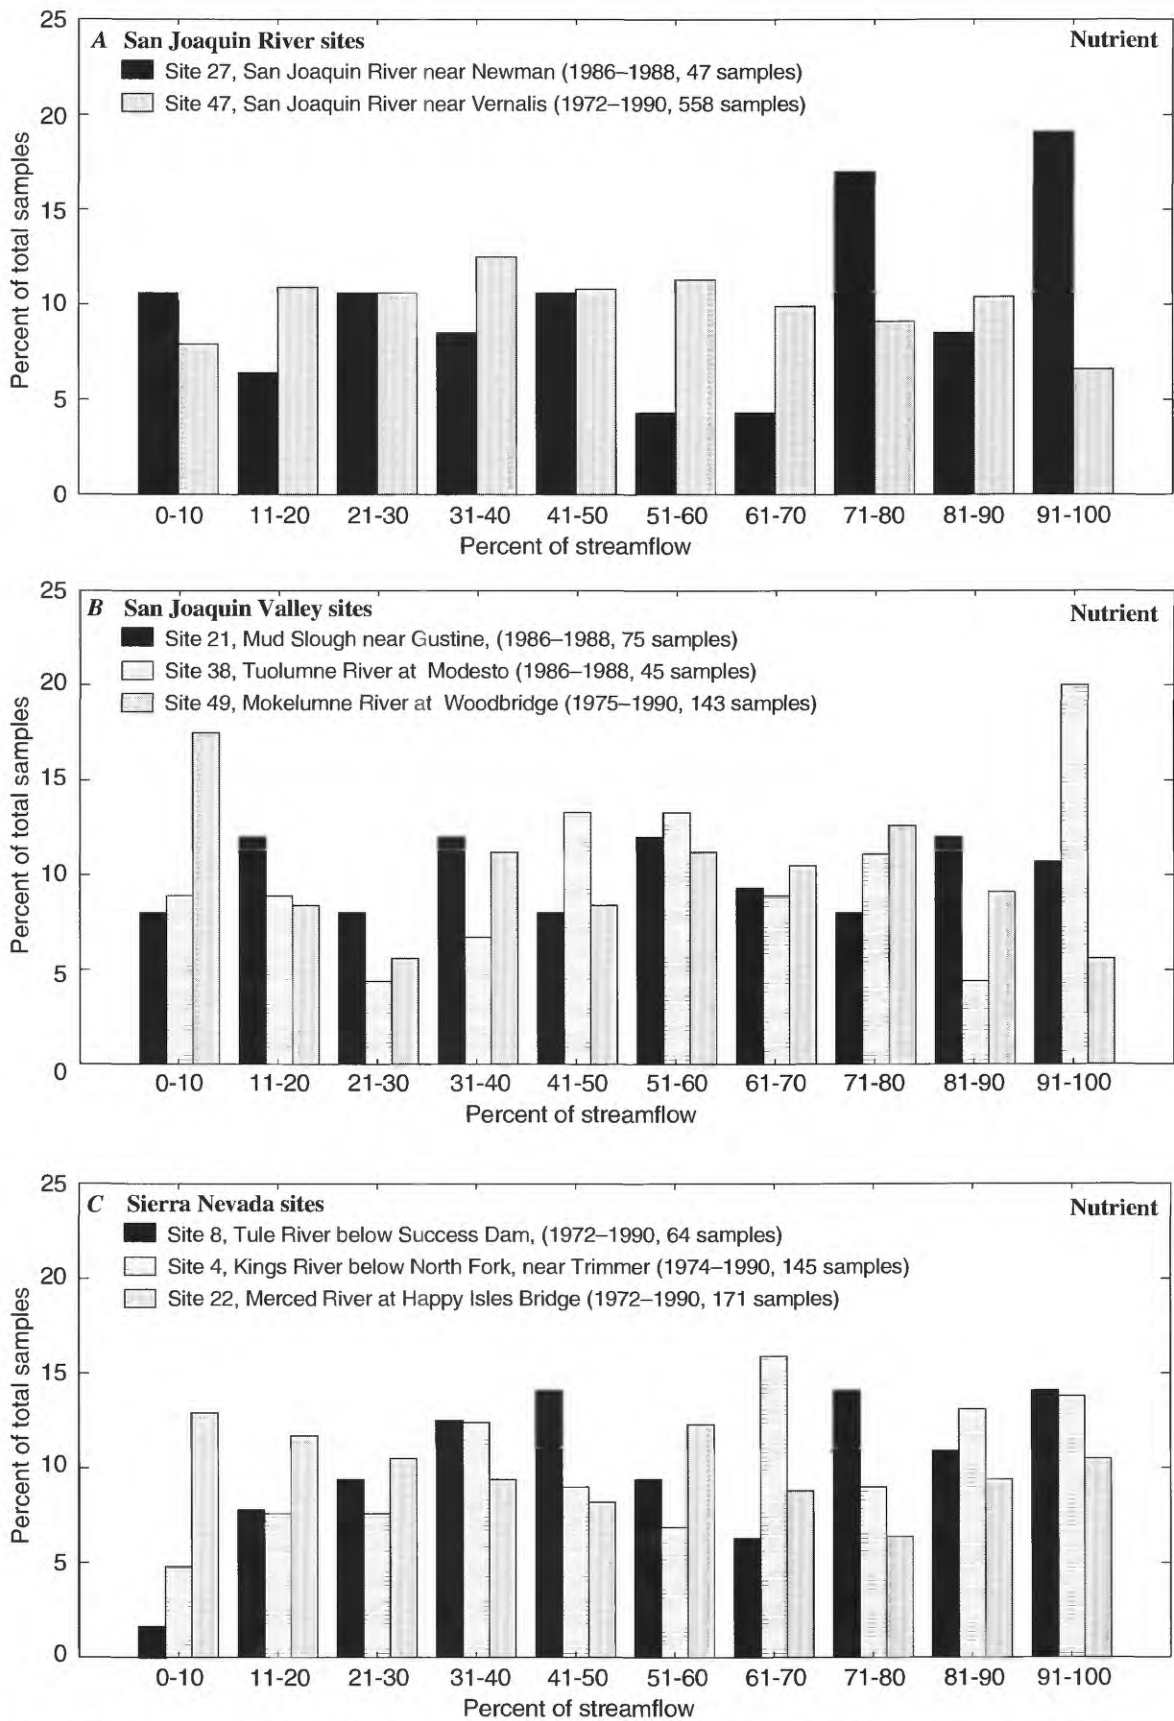 25
A San Joaquin River sites Nutrient
Site 27, San Joaquin River near Newman (1986–1988, 47 samples)
Site 47, San Joaquin River near Vernalis (1972–1990, 558 samples)
20
15
10
5
0
Percent of total samples
0-10 11-20 21-30 31-40 41-50 51-60 61-70 71-80 81-90 91-100
Percent of streamflow
25
B San Joaquin Valley sites Nutrient
Site 21, Mud Slough near Gustine, (1986–1988, 75 samples)
Site 38, Tuolumne River at Modesto (1986–1988, 45 samples)
Site 49, Mokelumne River at Woodbridge (1975–1990, 143 samples)
20
15
10
5
0
Percent of total samples
0-10 11-20 21-30 31-40 41-50 51-60 61-70 71-80 81-90 91-100
Percent of streamflow
25
C Sierra Nevada sites Nutrient
Site 8, Tule River below Success Dam, (1972–1990, 64 samples)
Site 4, Kings River below North Fork, near Trimmer (1974–1990, 145 samples)
Site 22, Merced River at Happy Isles Bridge (1972–1990, 171 samples)
20
15
10
5
0
Percent of total samples
0-10 11-20 21-30 31-40 41-50 51-60 61-70 71-80 81-90 91-100
Percent of streamflow